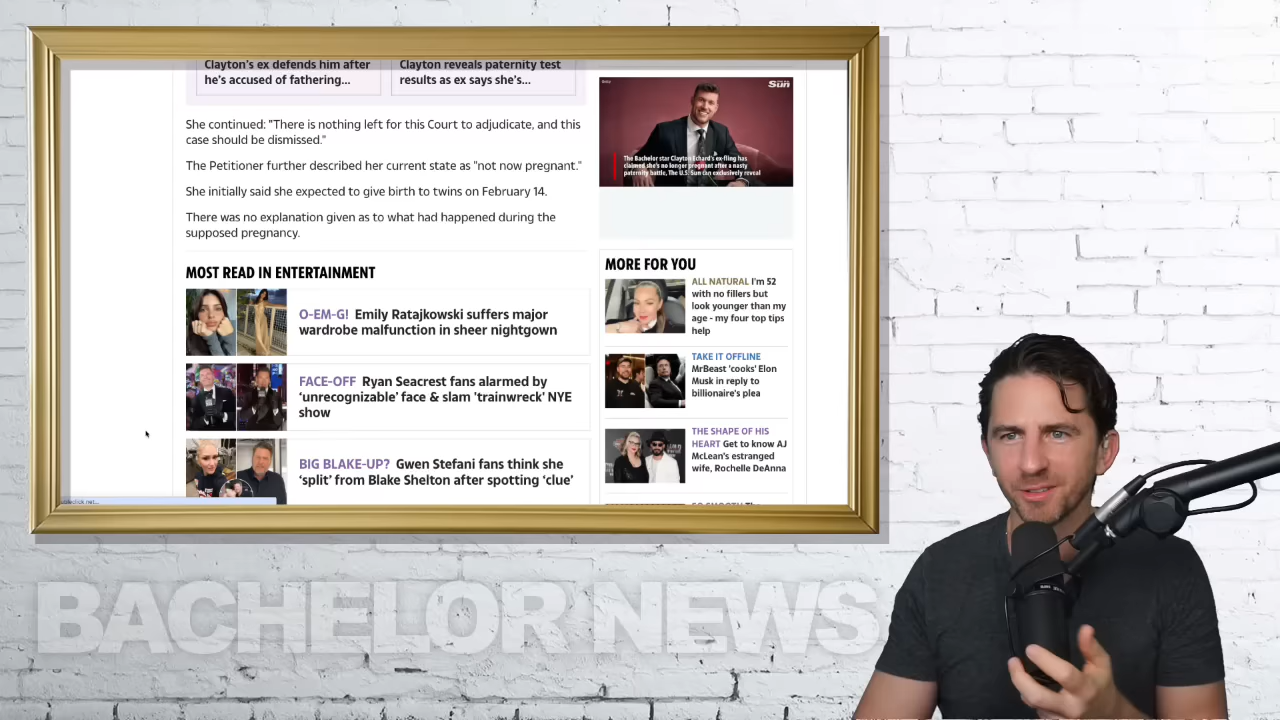 Clayton's ex defends him after
he's accused of fathering...
Clayton reveals paternity test
results as ex says she's...
She continued: "There is nothing left for this Court to adjudicate, and this
case should be dismissed."
The Petitioner further described her current state as "not now pregnant."
She initially said she expected to give birth to twins on February 14.
There was no explanation given as to what had happened during the
supposed pregnancy.
MOST READ IN ENTERTAINMENT
O-EM-G! Emily Ratajkowski suffers major
wardrobe malfunction in sheer nightgown
FACE-OFF Ryan Seacrest fans alarmed by
'unrecognizable' face & slam 'trainwreck' NYE
show
BIG BLAKE-UP? Gwen Stefani fans think she
'split' from Blake Shelton after spotting 'clue'
Sun
The Bachelor star Clayton Echard's ex-fling has
claimed she's no longer pregnant after a nasty
paternity battle, The U.S. Sun can exclusively reveal
MORE FOR YOU
ALL NATURAL I'm 52
with no fillers but
look younger than my
age - my four top tips
help
TAKE IT OFFLINE
MrBeast 'cooks' Elon
Musk in reply to
billionaire's plea
THE SHAPE OF HIS
HEART Get to know AJ
McLean's estranged
wife, Rochelle DeAnna
BACHELOR NEWS